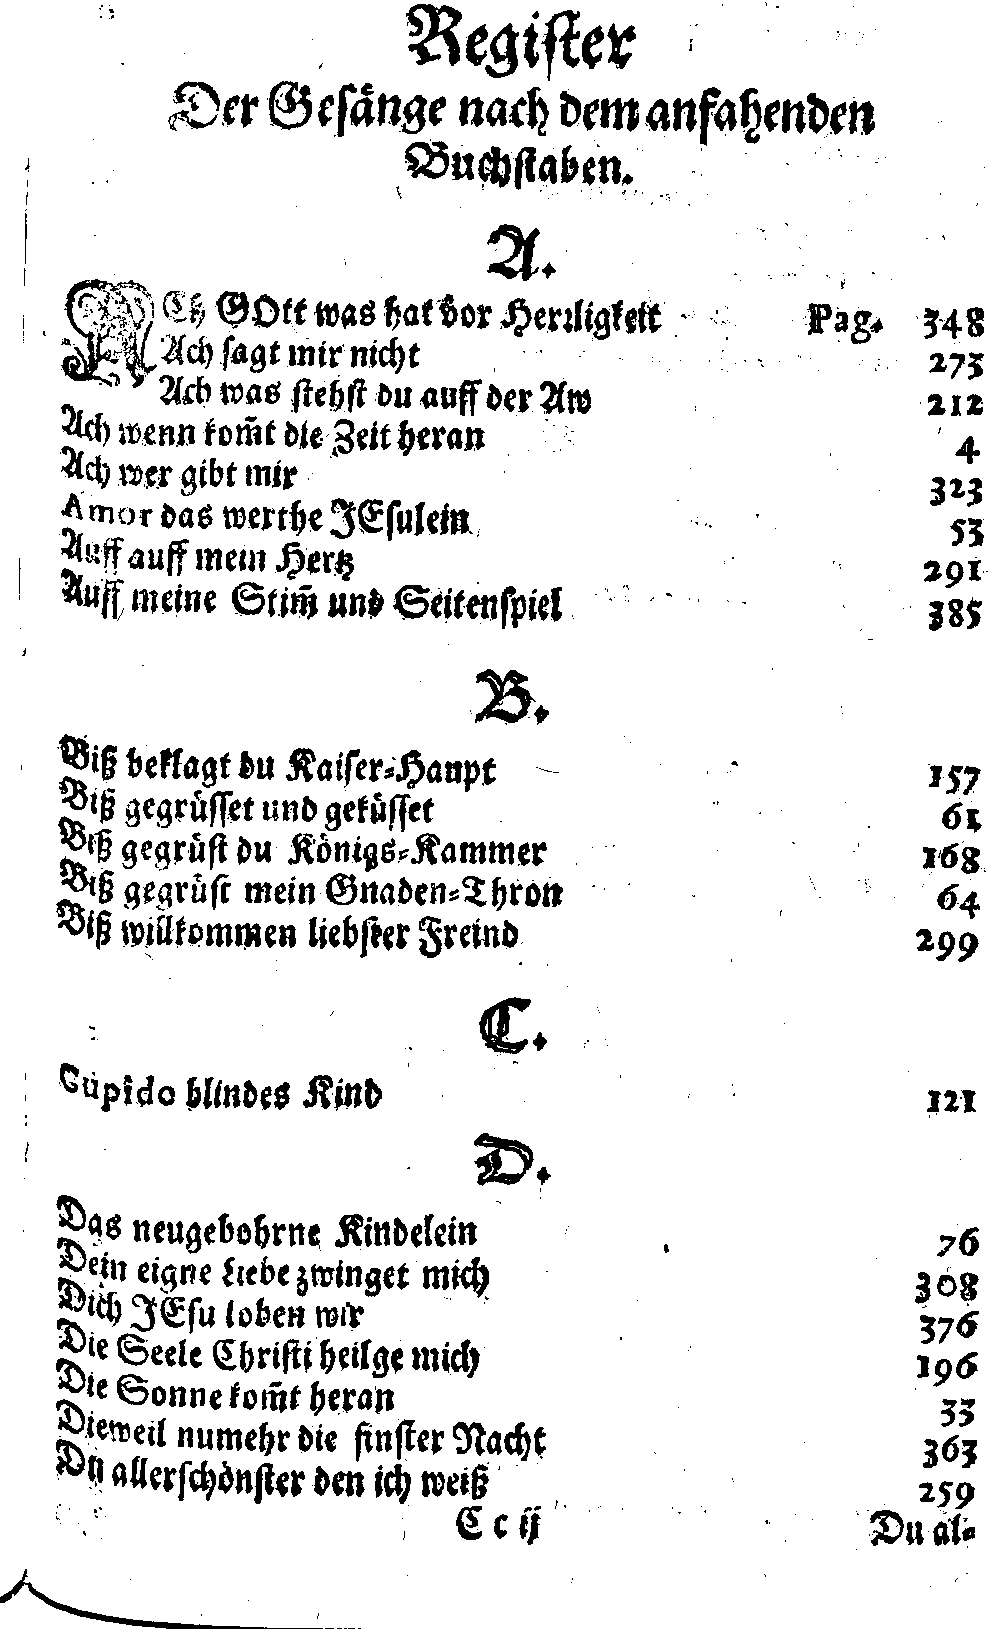 Register
Der Gesänge nach dem anfahenden
Buchstaben.
A.
ACh GOtt was hat vor Herꝛligkeit Pag. 348
Ach sagt mir nicht 273
Ach was stehst du auff der Aw 212
Ach wenn kom̃t die Zeit heran 4
Ach wer gibt mir 323
Amor das werthe JEsulein 53
Auff auff mein Hertz 291
Auff meine Stim̃ und Seitenspiel 385
B.
Biß beklagt du Kaiser-Haupt 157
Biß gegrüsset und geküsset 61
Biß gegrüst du Königs-Kammer 168
Biß gegrüst mein Gnaden-Thron 64
Biß willkommen liebster Freind 299
C.
Cupido blindes Kind 121
D.
Das neugebohrne Kindelein 76
Dein eigne Liebe zwinget mich 308
Dich JEsu loben wir 376
Die Seele Christi heilge mich 196
Die Sonne kom̃t heran 33
Dieweil numehr die finster Nacht 363
Du allerschönster den ich weiß 259
C c ij Du al-